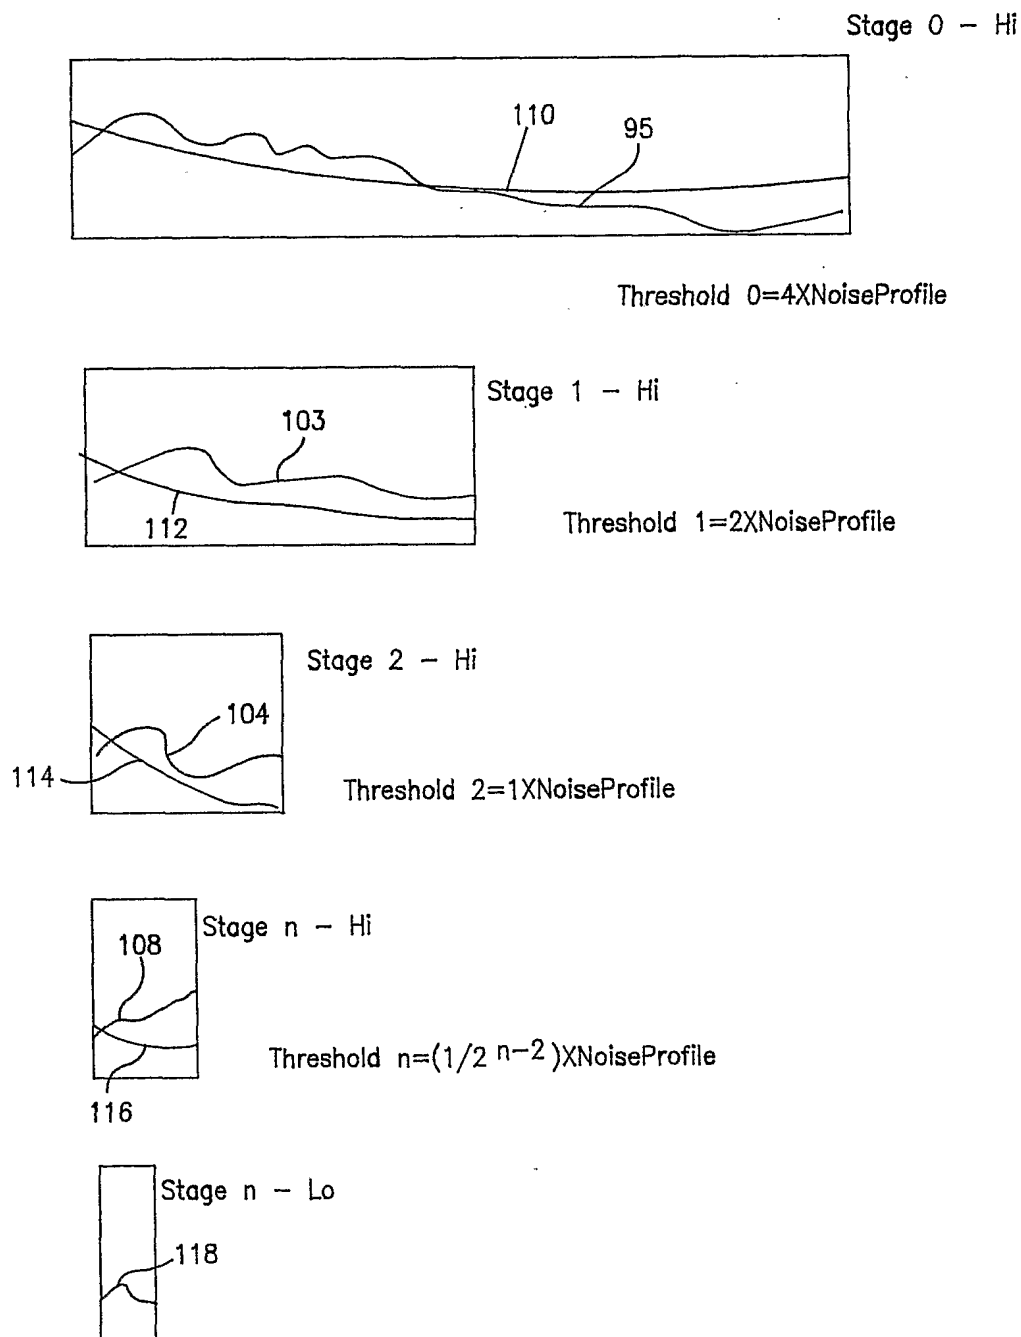 Stage 0 – Hi
110
95
Threshold 0=4XNoiseProfile
Stage 1 – Hi
103
112
Threshold 1=2XNoiseProfile
Stage 2 – Hi
104
114
Threshold 2=1XNoiseProfile
Stage n – Hi
108
Threshold n=(1/2 n-2)XNoiseProfile
116
Stage n – Lo
118